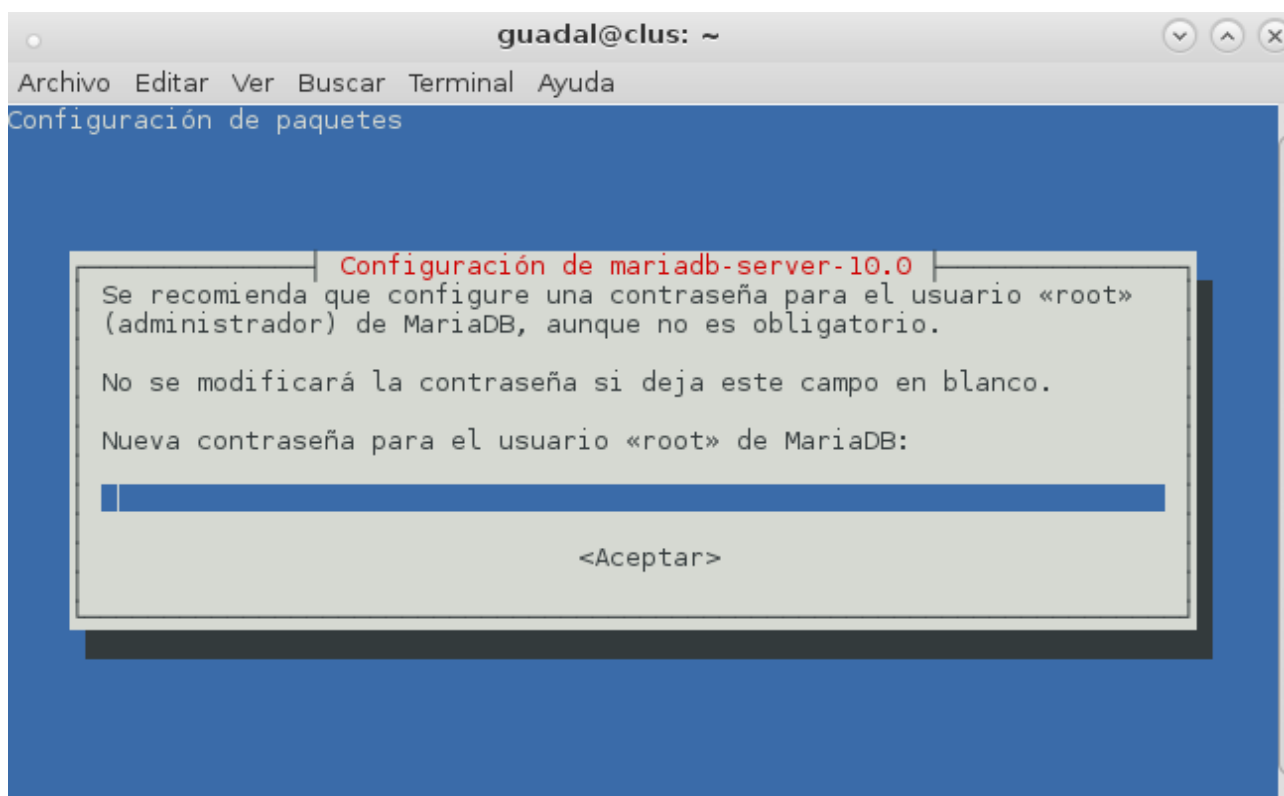 guadal@clus: ~
Archivo Editar Ver Buscar Terminal Ayuda
Configuración de paquetes
Configuración de mariadb-server-10.0
Se recomienda que configure una contraseña para el usuario «root»
(administrador) de MariaDB, aunque no es obligatorio.
No se modificará la contraseña si deja este campo en blanco.
Nueva contraseña para el usuario «root» de MariaDB:
<Aceptar>